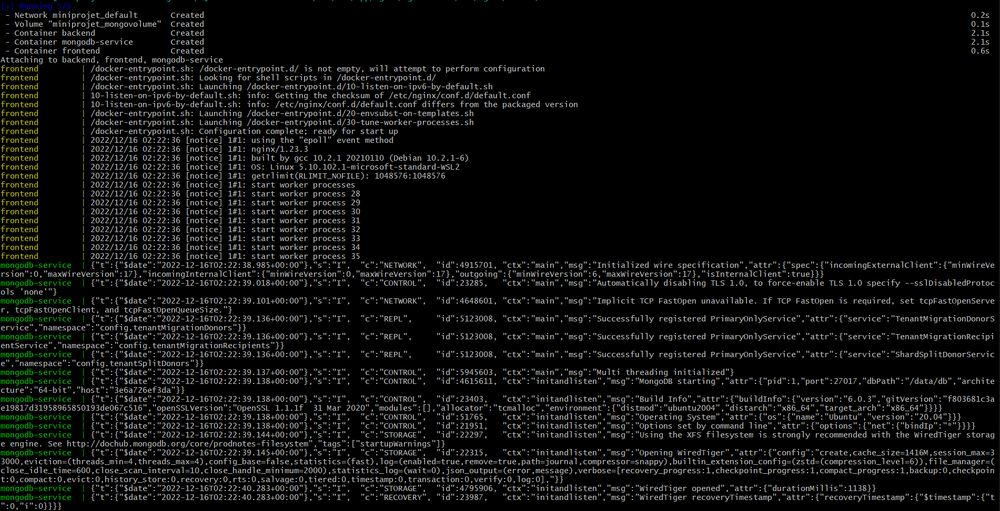 [+] Running 5/5
 - Network miniprojet_default       Created                                    0.2s
 - Volume "miniprojet_mongovolume"  Created                                    0.1s
 - Container backend                Created                                    2.1s
 - Container mongodb-service        Created                                    2.1s
 - Container frontend               Created                                    0.6s
Attaching to backend, frontend, mongodb-service
frontend         | /docker-entrypoint.sh: /docker-entrypoint.d/ is not empty, will attempt to perform configuration
frontend         | /docker-entrypoint.sh: Looking for shell scripts in /docker-entrypoint.d/
frontend         | /docker-entrypoint.sh: Launching /docker-entrypoint.d/10-listen-on-ipv6-by-default.sh
frontend         | 10-listen-on-ipv6-by-default.sh: info: Getting the checksum of /etc/nginx/conf.d/default.conf
frontend         | 10-listen-on-ipv6-by-default.sh: info: /etc/nginx/conf.d/default.conf differs from the packaged version
frontend         | /docker-entrypoint.sh: Launching /docker-entrypoint.d/20-envsubst-on-templates.sh
frontend         | /docker-entrypoint.sh: Launching /docker-entrypoint.d/30-tune-worker-processes.sh
frontend         | /docker-entrypoint.sh: Configuration complete; ready for start up
frontend         | 2022/12/16 02:22:36 [notice] 1#1: using the "epoll" event method
frontend         | 2022/12/16 02:22:36 [notice] 1#1: nginx/1.23.3
frontend         | 2022/12/16 02:22:36 [notice] 1#1: built by gcc 10.2.1 20210110 (Debian 10.2.1-6)
frontend         | 2022/12/16 02:22:36 [notice] 1#1: OS: Linux 5.10.102.1-microsoft-standard-WSL2
frontend         | 2022/12/16 02:22:36 [notice] 1#1: getrlimit(RLIMIT_NOFILE): 1048576:1048576
frontend         | 2022/12/16 02:22:36 [notice] 1#1: start worker processes
frontend         | 2022/12/16 02:22:36 [notice] 1#1: start worker process 28
frontend         | 2022/12/16 02:22:36 [notice] 1#1: start worker process 29
frontend         | 2022/12/16 02:22:36 [notice] 1#1: start worker process 30
frontend         | 2022/12/16 02:22:36 [notice] 1#1: start worker process 31
frontend         | 2022/12/16 02:22:36 [notice] 1#1: start worker process 32
frontend         | 2022/12/16 02:22:36 [notice] 1#1: start worker process 33
frontend         | 2022/12/16 02:22:36 [notice] 1#1: start worker process 34
frontend         | 2022/12/16 02:22:36 [notice] 1#1: start worker process 35
mongodb-service  | {"t":{"$date":"2022-12-16T02:22:38.985+00:00"},"s":"I",  "c":"NETWORK",  "id":4915701, "ctx":"main","msg":"Initialized wire specification","attr":{"spec":{"incomingExternalClient":{"minWireVe
rsion":0,"maxWireVersion":17},"incomingInternalClient":{"minWireVersion":0,"maxWireVersion":17},"outgoing":{"minWireVersion":6,"maxWireVersion":17},"isInternalClient":true}}}
mongodb-service  | {"t":{"$date":"2022-12-16T02:22:39.018+00:00"},"s":"I",  "c":"CONTROL",  "id":23285,   "ctx":"main","msg":"Automatically disabling TLS 1.0, to force-enable TLS 1.0 specify --sslDisabledProtoc
ols 'none'"}
mongodb-service  | {"t":{"$date":"2022-12-16T02:22:39.101+00:00"},"s":"I",  "c":"NETWORK",  "id":4648601, "ctx":"main","msg":"Implicit TCP FastOpen unavailable. If TCP FastOpen is required, set tcpFastOpenServe
r, tcpFastOpenClient, and tcpFastOpenQueueSize."}
mongodb-service  | {"t":{"$date":"2022-12-16T02:22:39.136+00:00"},"s":"I",  "c":"REPL",     "id":5123008, "ctx":"main","msg":"Successfully registered PrimaryOnlyService","attr":{"service":"TenantMigrationDonorS
ervice","namespace":"config.tenantMigrationDonors"}}
mongodb-service  | {"t":{"$date":"2022-12-16T02:22:39.136+00:00"},"s":"I",  "c":"REPL",     "id":5123008, "ctx":"main","msg":"Successfully registered PrimaryOnlyService","attr":{"service":"TenantMigrationRecipi
entService","namespace":"config.tenantMigrationRecipients"}}
mongodb-service  | {"t":{"$date":"2022-12-16T02:22:39.136+00:00"},"s":"I",  "c":"REPL",     "id":5123008, "ctx":"main","msg":"Successfully registered PrimaryOnlyService","attr":{"service":"ShardSplitDonorServic
e","namespace":"config.tenantSplitDonors"}}
mongodb-service  | {"t":{"$date":"2022-12-16T02:22:39.137+00:00"},"s":"I",  "c":"CONTROL",  "id":5945603, "ctx":"main","msg":"Multi threading initialized"}
mongodb-service  | {"t":{"$date":"2022-12-16T02:22:39.138+00:00"},"s":"I",  "c":"CONTROL",  "id":4615611, "ctx":"initandlisten","msg":"MongoDB starting","attr":{"pid":1,"port":27017,"dbPath":"/data/db","archite
cture":"64-bit","host":"3e6a726ef3da"}}
mongodb-service  | {"t":{"$date":"2022-12-16T02:22:39.138+00:00"},"s":"I",  "c":"CONTROL",  "id":23403,   "ctx":"initandlisten","msg":"Build Info","attr":{"buildInfo":{"version":"6.0.3","gitVersion":"f803681c3a
e19817d31958965850193de067c516","openSSLVersion":"OpenSSL 1.1.1f  31 Mar 2020","modules":[],"allocator":"tcmalloc","environment":{"distmod":"ubuntu2004","distarch":"x86_64","target_arch":"x86_64"}}}}
mongodb-service  | {"t":{"$date":"2022-12-16T02:22:39.138+00:00"},"s":"I",  "c":"CONTROL",  "id":51765,   "ctx":"initandlisten","msg":"Operating System","attr":{"os":{"name":"Ubuntu","version":"20.04"}}}
mongodb-service  | {"t":{"$date":"2022-12-16T02:22:39.138+00:00"},"s":"I",  "c":"CONTROL",  "id":21951,   "ctx":"initandlisten","msg":"Options set by command line","attr":{"options":{"net":{"bindIp":"*"}}}}
mongodb-service  | {"t":{"$date":"2022-12-16T02:22:39.144+00:00"},"s":"I",  "c":"STORAGE",  "id":22297,   "ctx":"initandlisten","msg":"Using the XFS filesystem is strongly recommended with the WiredTiger storag
e engine. See http://dochub.mongodb.org/core/prodnotes-filesystem","tags":["startupWarnings"]}
mongodb-service  | {"t":{"$date":"2022-12-16T02:22:39.145+00:00"},"s":"I",  "c":"STORAGE",  "id":22315,   "ctx":"initandlisten","msg":"Opening WiredTiger","attr":{"config":"create,cache_size=1416M,session_max=3
3000,eviction=(threads_min=4,threads_max=4),config_base=false,statistics=(fast),log=(enabled=true,remove=true,path=journal,compressor=snappy),builtin_extension_config=(zstd=(compression_level=6)),file_manager=(
close_idle_time=600,close_scan_interval=10,close_handle_minimum=2000),statistics_log=(wait=0),json_output=(error,message),verbose=[recovery_progress:1,checkpoint_progress:1,compact_progress:1,backup:0,checkpoin
t:0,compact:0,evict:0,history_store:0,recovery:0,rts:0,salvage:0,tiered:0,timestamp:0,transaction:0,verify:0,log:0],"}}
mongodb-service  | {"t":{"$date":"2022-12-16T02:22:40.283+00:00"},"s":"I",  "c":"STORAGE",  "id":4795906, "ctx":"initandlisten","msg":"WiredTiger opened","attr":{"durationMillis":1138}}
mongodb-service  | {"t":{"$date":"2022-12-16T02:22:40.283+00:00"},"s":"I",  "c":"RECOVERY", "id":23987,   "ctx":"initandlisten","msg":"WiredTiger recoveryTimestamp","attr":{"recoveryTimestamp":{"$timestamp":{"t
":0,"i":0}}}}